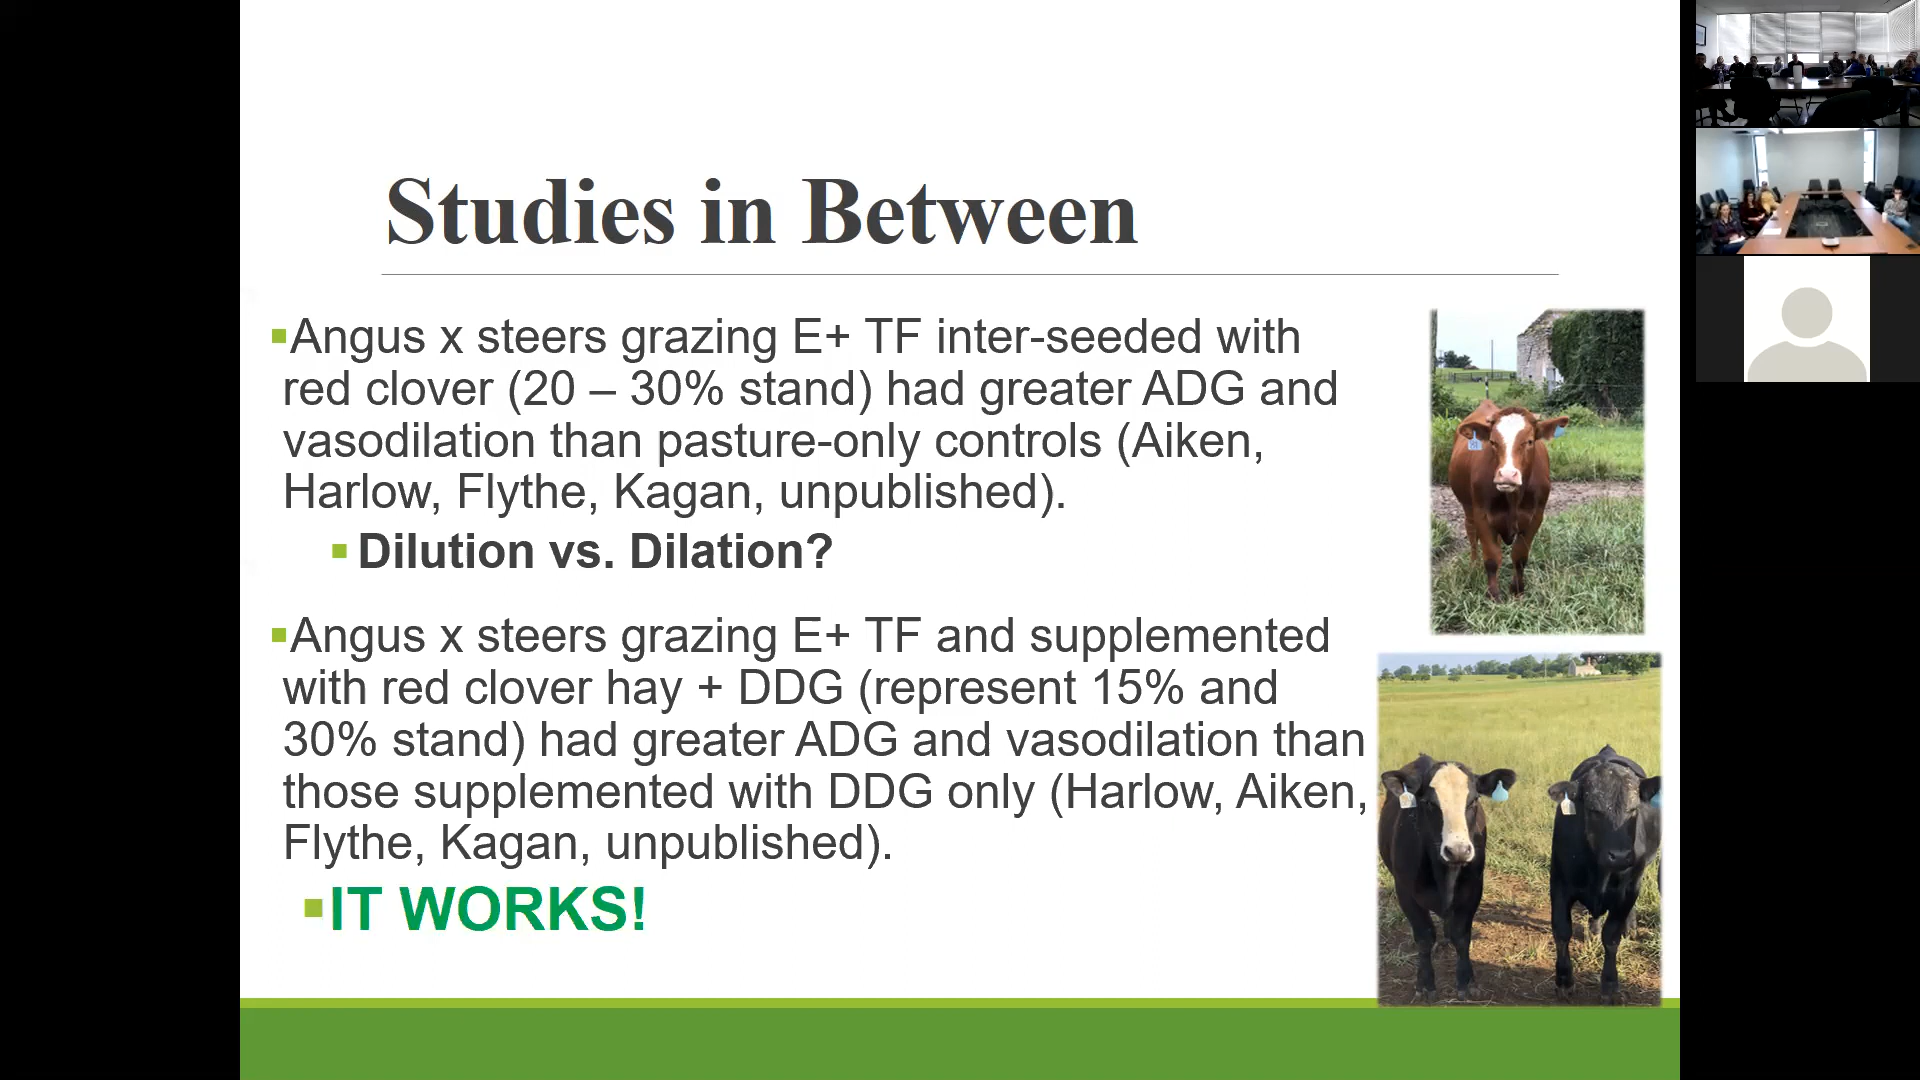 Studies in Between
▪Angus x steers grazing E+ TF inter-seeded with
red clover (20 – 30% stand) had greater ADG and
vasodilation than pasture-only controls (Aiken,
Harlow, Flythe, Kagan, unpublished).
▪Dilution vs. Dilation?
▪Angus x steers grazing E+ TF and supplemented
with red clover hay + DDG (represent 15% and
30% stand) had greater ADG and vasodilation than
those supplemented with DDG only (Harlow, Aiken,
Flythe, Kagan, unpublished).
▪IT WORKS!